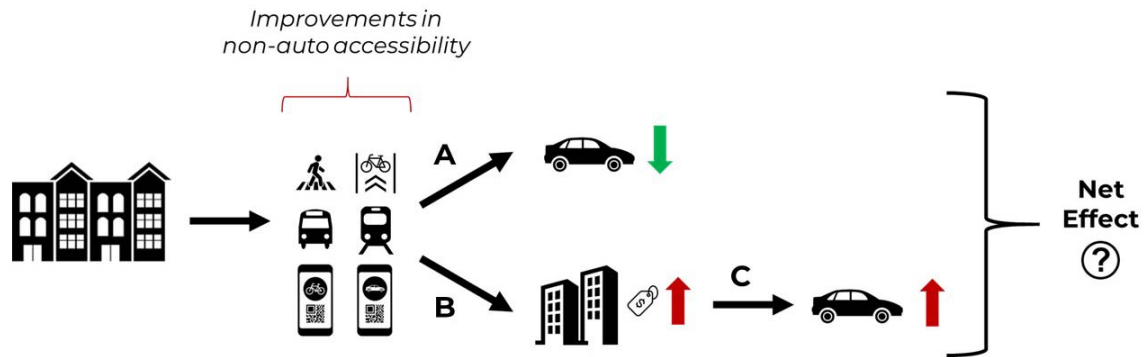 Improvements in
non-auto accessibility
A
B
$
C
Net
Effect
?